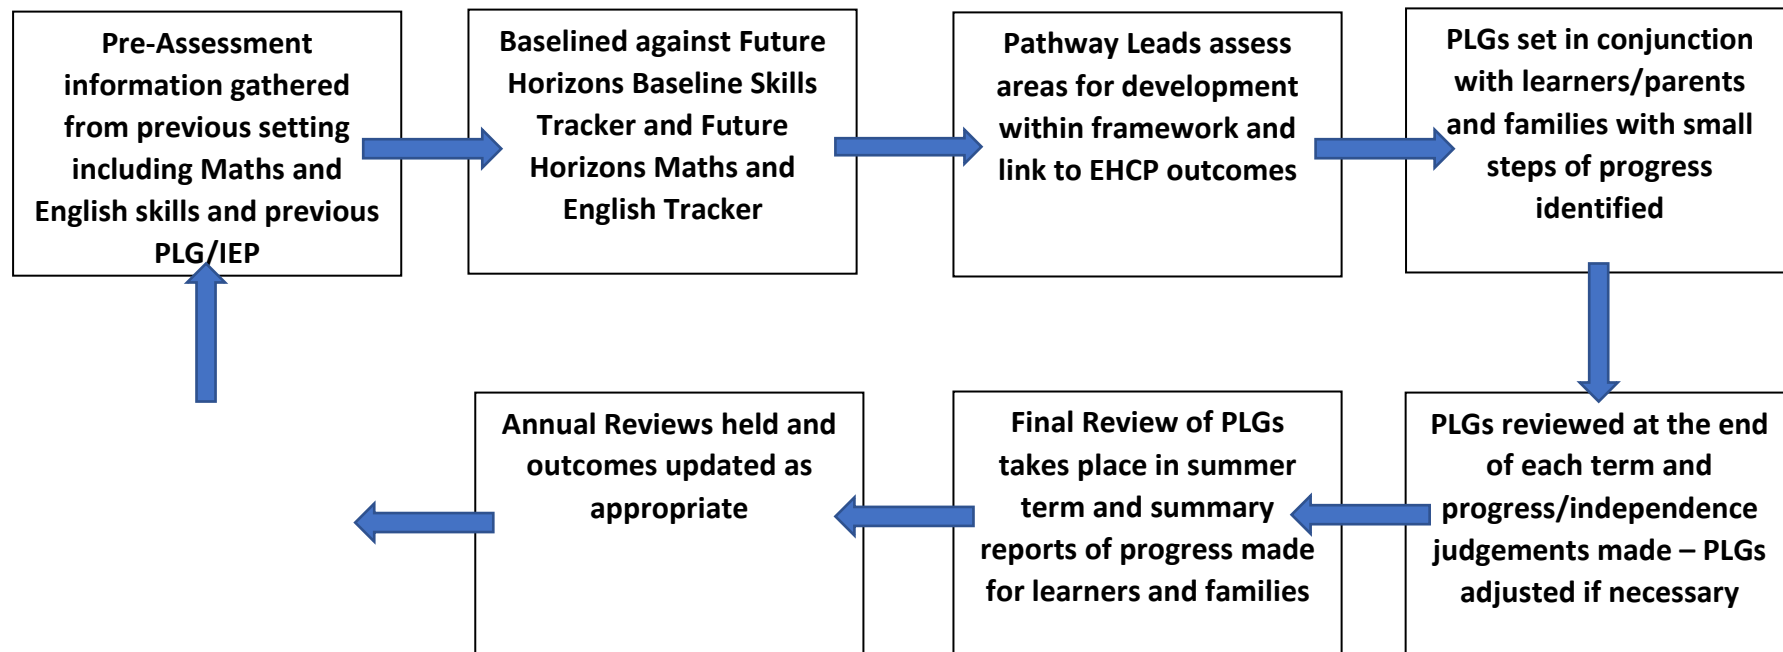 Pre-Assessment
information gathered
from previous setting
including Maths and
English skills and previous
PLG/IEP
Baselined against Future
Horizons Baseline Skills
Tracker and Future
Horizons Maths and
English Tracker
Pathway Leads assess
areas for development
within framework and
link to EHCP outcomes
PLGs set in conjunction
with learners/parents
and families with small
steps of progress
identified
PLGs reviewed at the end
of each term and
progress/independence
judgements made – PLGs
adjusted if necessary
Final Review of PLGs
takes place in summer
term and summary
reports of progress made
for learners and families
Annual Reviews held and
outcomes updated as
appropriate